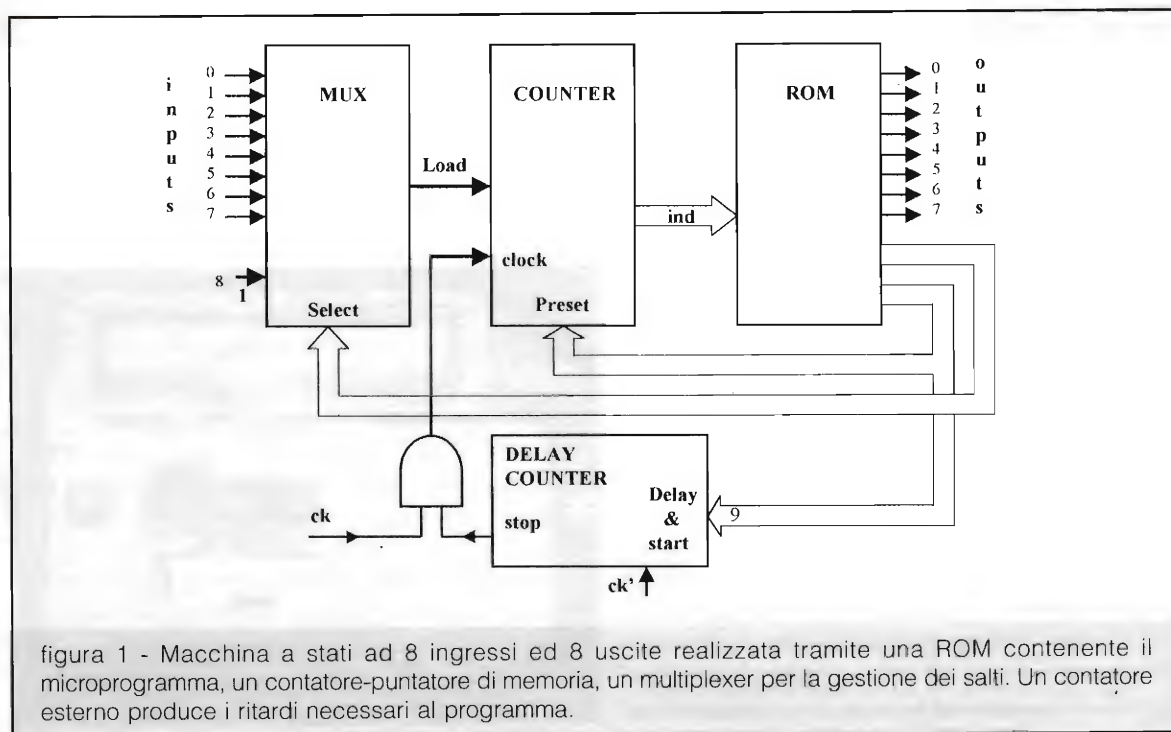 MUX
COUNTER
ROM
inputs
0
1
2
3
4
5
6
7
8
1
Select
Load
clock
Preset
ind
0
1
2
3
4
5
6
7
outputs
DELAY
COUNTER
stop
Delay
&
start
9
ck
ck'
figura 1 - Macchina a stati ad 8 ingressi ed 8 uscite realizzata tramite una ROM contenente il
microprogramma, un contatore-puntatore di memoria, un multiplexer per la gestione dei salti. Un contatore
esterno produce i ritardi necessari al programma.